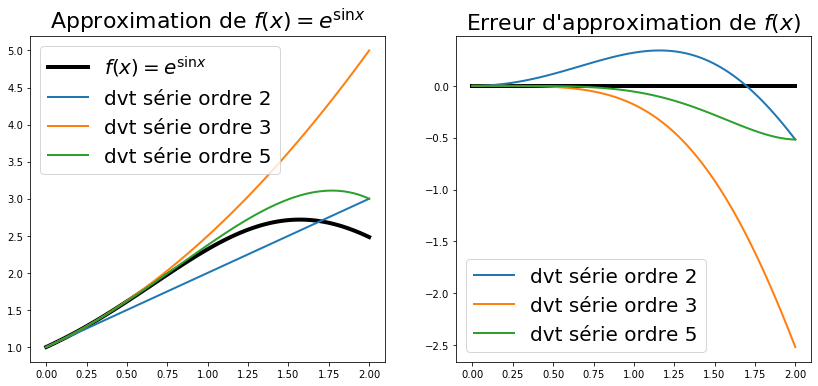 Approximation de f(x) = e^sinx
5.0
4.5
4.0
3.5
3.0
2.5
2.0
1.5
1.0
f(x) = e^sinx
dvt série ordre 2
dvt série ordre 3
dvt série ordre 5
0.00 0.25 0.50 0.75 1.00 1.25 1.50 1.75 2.00
Erreur d'approximation de f(x)
0.0
−0.5
−1.0
−1.5
−2.0
−2.5
dvt série ordre 2
dvt série ordre 3
dvt série ordre 5
0.00 0.25 0.50 0.75 1.00 1.25 1.50 1.75 2.00